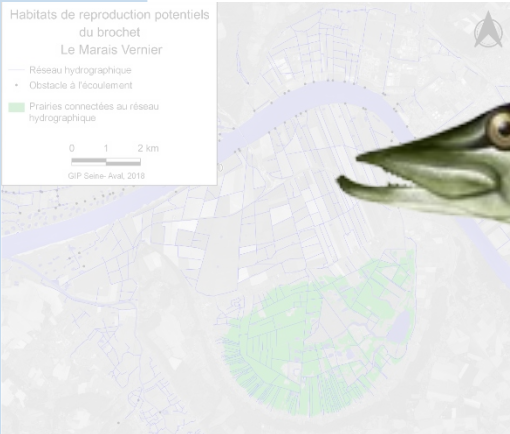 Habitats de reproduction potentiels
du brochet
Le Marais Vernier
Réseau hydrographique
Obstacle à l'écoulement
Prairies connectées au réseau
hydrographique
0 1 2 km
GIP Seine-Aval, 2018